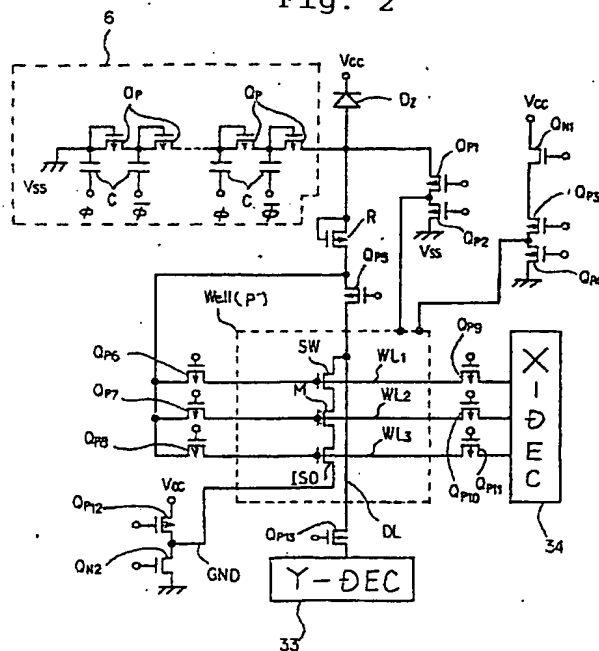 Fig. 2
6
VCC
QP
QP
DZ
VCC
QN1
VSS
C
C
φ
φ̅
φ
φ̅
QP1
QP3
R
VSS
QP2
QP4
QP5
Well(P⁻)
SW
QP9
QP6
WL1
QP7
M
WL2
QP8
WL3
ISO
QP10
QP11
X-DEC
VCC
QP12
QP13
DL
34
QN2
GND
Y-DEC
33